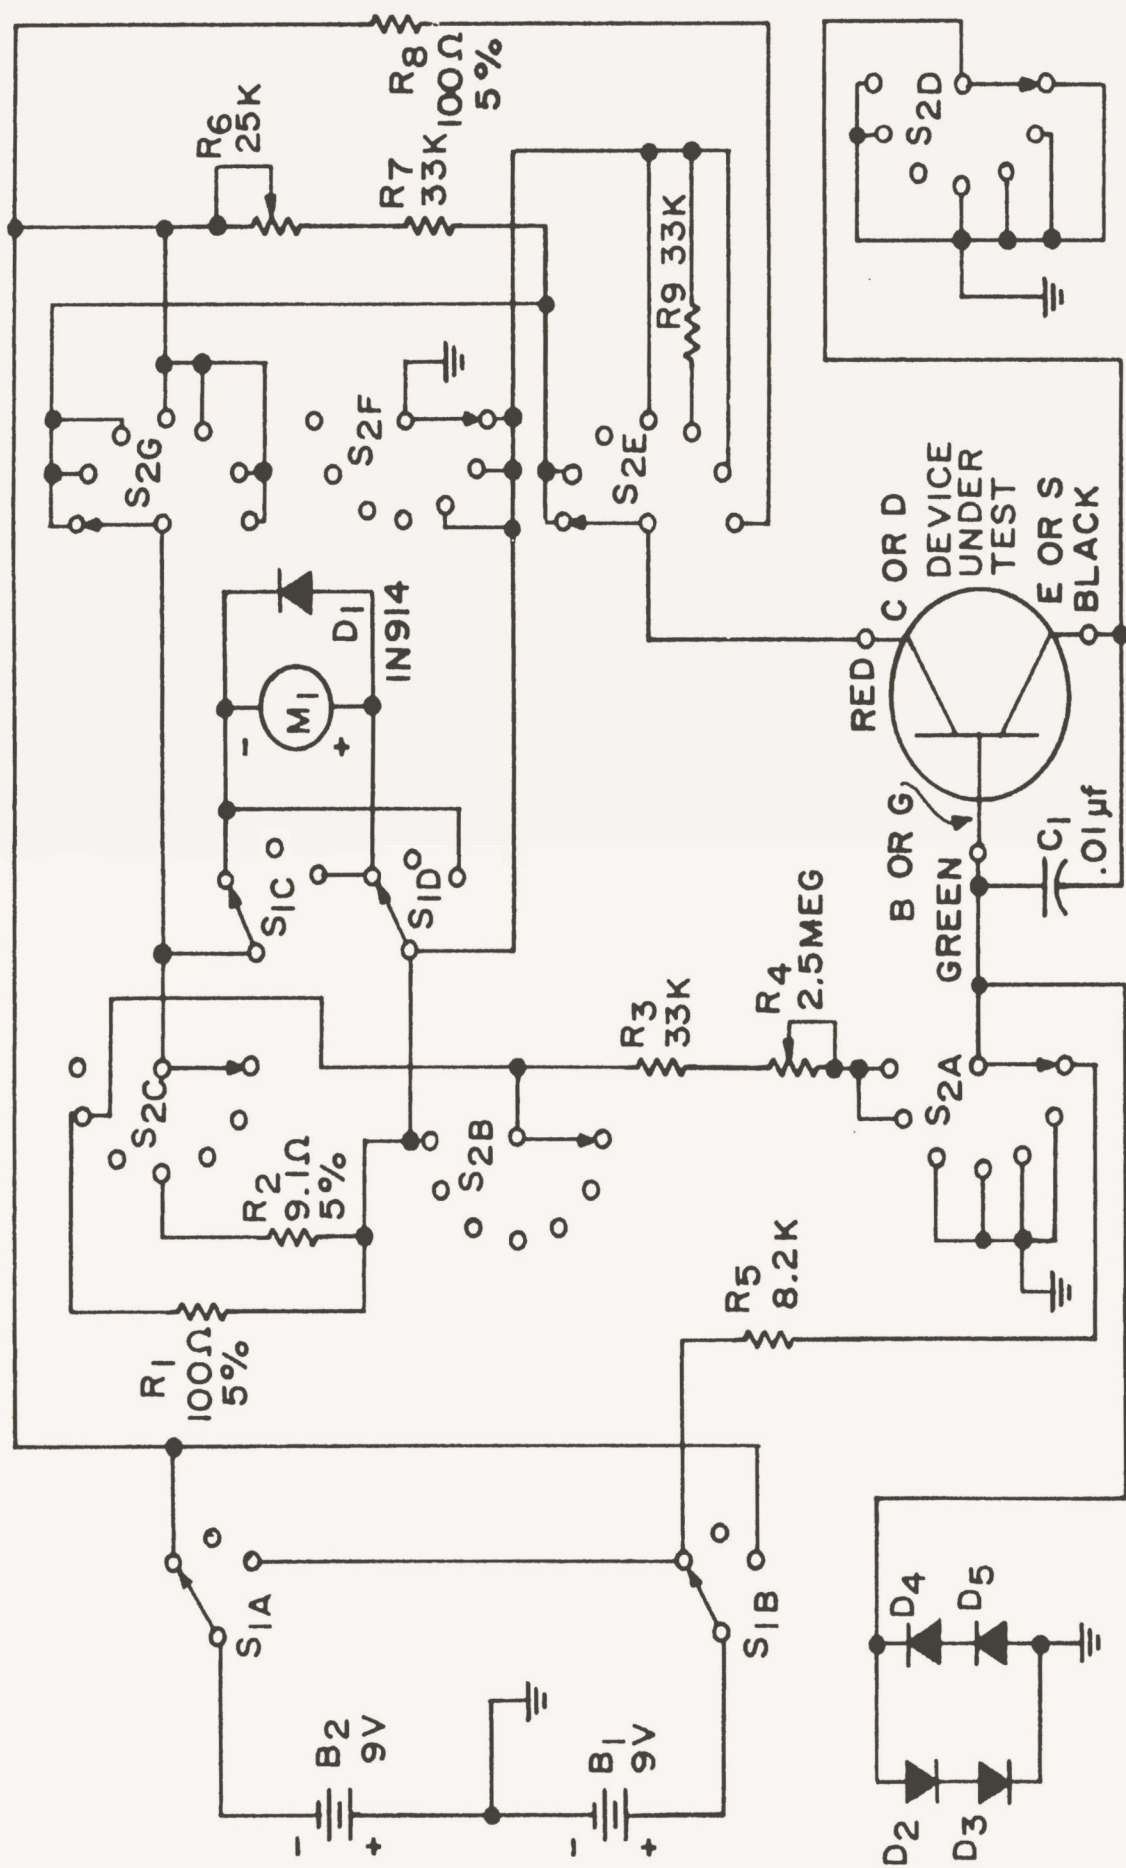 R8
100Ω
5%
R6
25K
R7
33K
S2D
S2G
S2F
R9 33K
S2E
D1
IN914
M1
-
+
C OR D
DEVICE
UNDER
TEST
E OR S
BLACK
RED
S1C
S1D
B OR G
GREEN
C1
.01µf
R4
2.5MEG
R3
33K
S2C
S2B
S2A
R2
9.1Ω
5%
R5
8.2K
R1
100Ω
5%
S1A
S1B
D4
D5
B2
9V
-
+
B1
9V
-
+
D2
D3